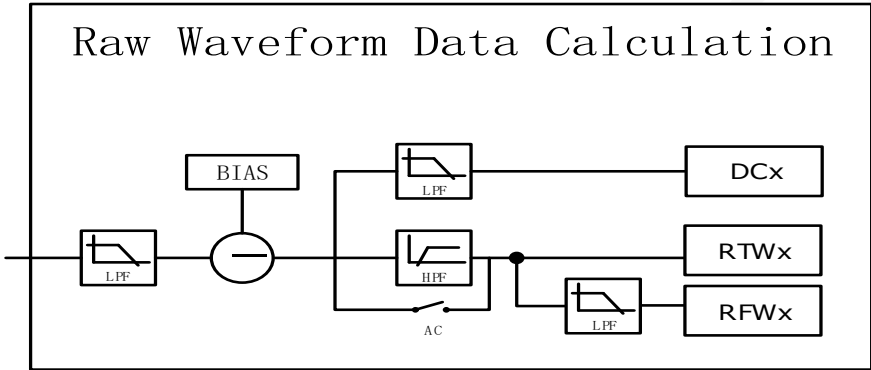 Raw Waveform Data Calculation
BIAS
LPF
DCx
LPF
HPF
RTWx
AC
LPF
RFWx